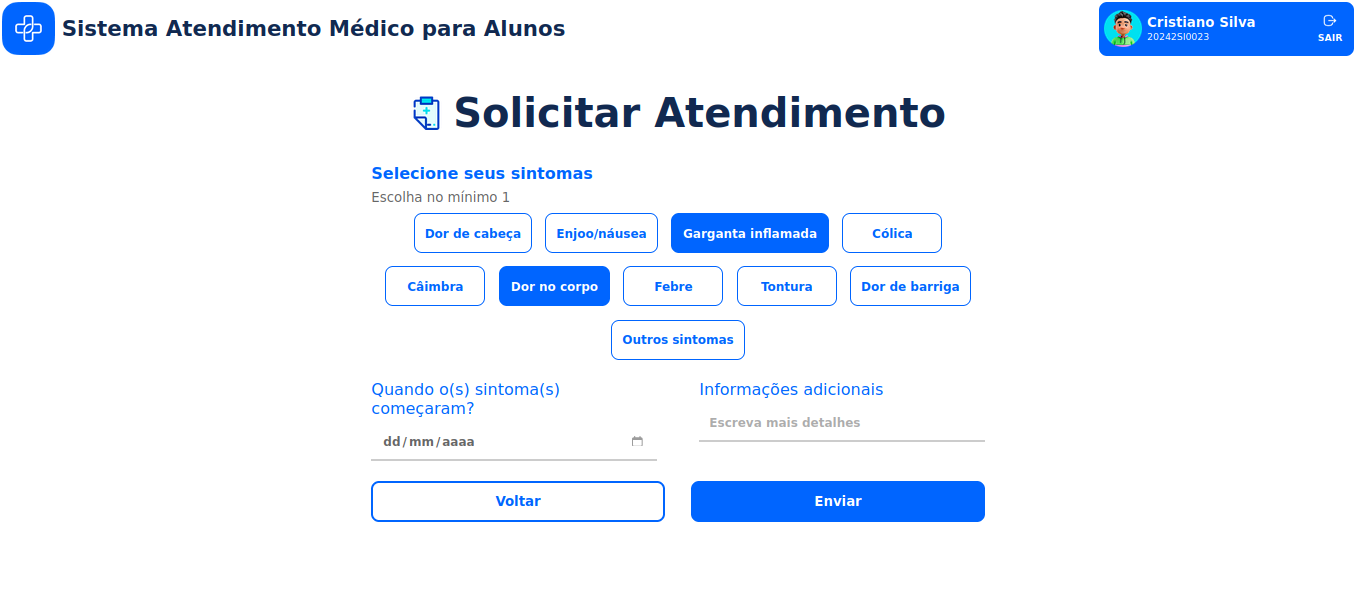 Sistema Atendimento Médico para Alunos
Cristiano Silva
20242SI0023
SAIR
Solicitar Atendimento
Selecione seus sintomas
Escolha no mínimo 1
Dor de cabeça
Enjoo/náusea
Garganta inflamada
Cólica
Câimbra
Dor no corpo
Febre
Tontura
Dor de barriga
Outros sintomas
Quando o(s) sintoma(s)
começaram?
dd/mm/aaaa
Informações adicionais
Escreva mais detalhes
Voltar
Enviar